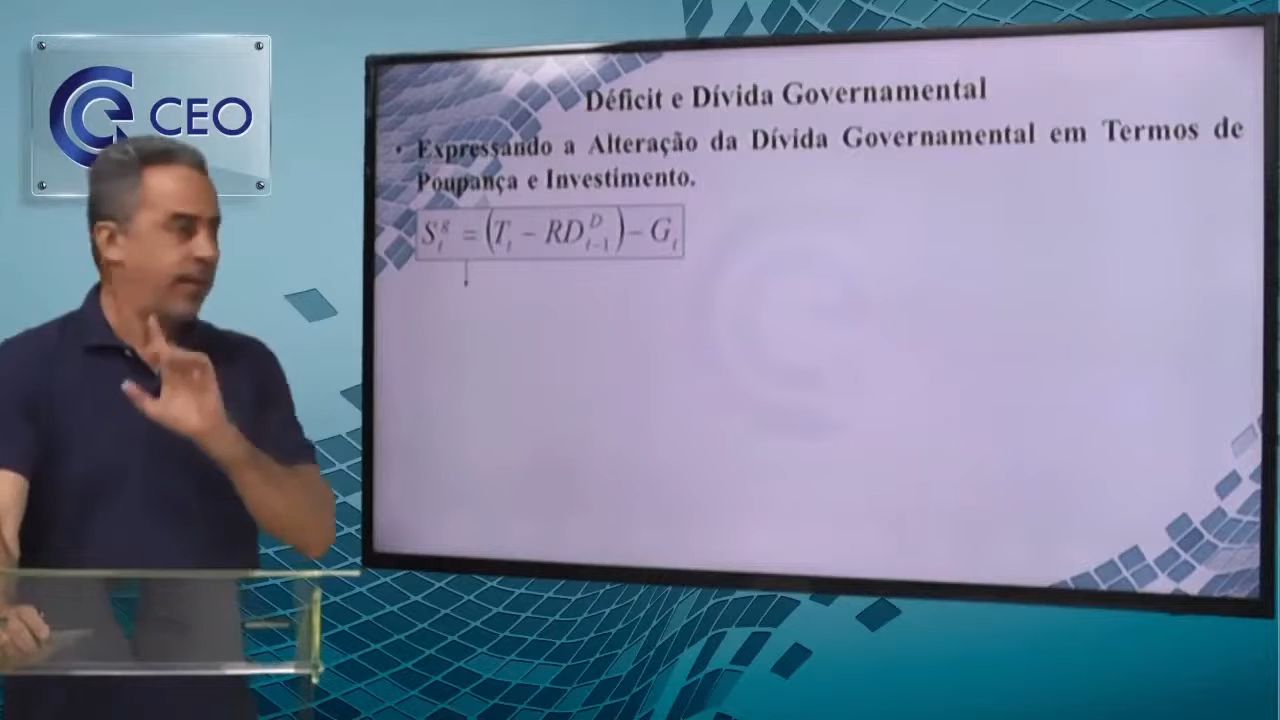 CEO
Déficit e Dívida Governamental
• Expressando a Alteração da Dívida Governamental em Termos de
Poupança e Investimento.
S_t^g = (T_t − RD_{t−1}^D) − G_t